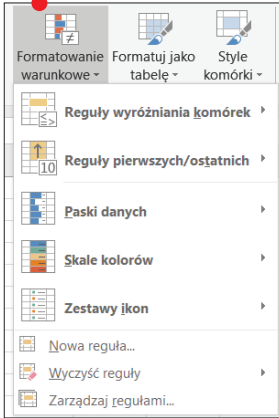 Formatowanie warunkowe
Formatuj jako tabelę
Style komórki
Reguły wyróżniania komórek
Reguły pierwszych/ostatnich
10
Paski danych
Skale kolorów
Zestawy ikon
Nowa reguła...
Wyczyść reguły
Zarządzaj regułami...